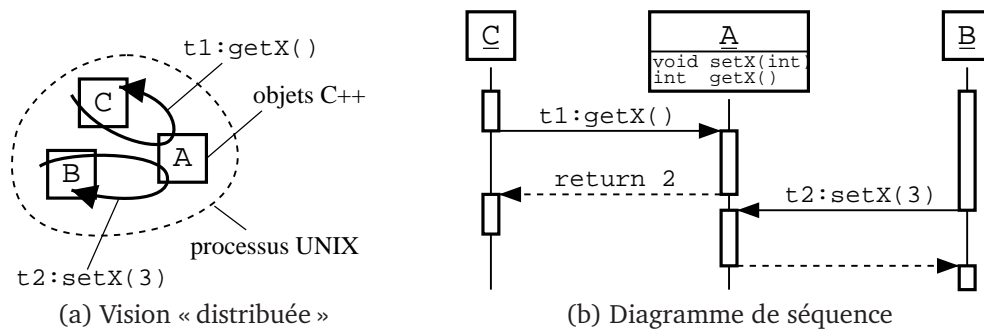 t1:getX()
C
objets C++
A
B
processus UNIX
t2:setX(3)
(a) Vision « distribuée »
C
A
B
void setX(int)
int getX()
t1:getX()
return 2
t2:setX(3)
(b) Diagramme de séquence